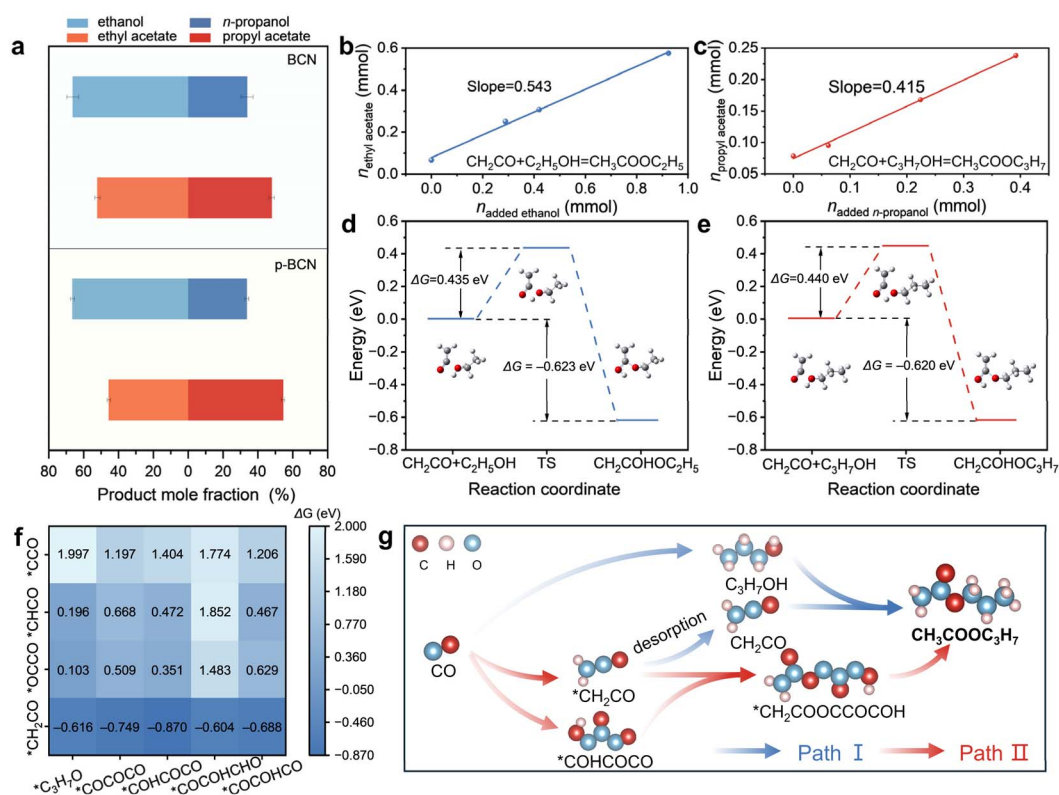 a
ethanol
n-propanol
ethyl acetate
propyl acetate
BCN
p-BCN
80 60 40 20 0 20 40 60 80
Product mole fraction (%)
b
0.6
0.4
0.2
0.0
n ethyl acetate (mmol)
Slope=0.543
CH₂CO+C₂H₅OH=CH₃COOC₂H₅
0.0 0.2 0.4 0.6 0.8 1.0
n added ethanol (mmol)
c
0.25
0.20
0.15
0.10
0.05
0.00
n propyl acetate (mmol)
Slope=0.415
CH₂CO+C₃H₇OH=CH₃COOC₃H₇
0.0 0.1 0.2 0.3 0.4
n added n-propanol (mmol)
d
0.4
0.2
0.0
−0.2
−0.4
−0.6
−0.8
Energy (eV)
ΔG=0.435 eV
ΔG = −0.623 eV
CH₂CO+C₂H₅OH TS CH₂COHOC₂H₅
Reaction coordinate
e
0.4
0.2
0.0
−0.2
−0.4
−0.6
−0.8
Energy (eV)
ΔG=0.440 eV
ΔG = −0.620 eV
CH₂CO+C₃H₇OH TS CH₂COHOC₃H₇
Reaction coordinate
f
ΔG (eV)
*CCO 1.997 1.197 1.404 1.774 1.206
*CHCO 0.196 0.668 0.472 1.852 0.467
*OCCO 0.103 0.509 0.351 1.483 0.629
*CH₂CO −0.616 −0.749 −0.870 −0.604 −0.688
*C₃H₇O *COCOCO *COHCOCO *COCOHCHO *COCOHCO
2.000
1.590
1.180
0.770
0.360
−0.050
−0.460
−0.870
g
C H O
CO
C₃H₇OH
desorption
CH₂CO
*CH₂CO
*COHCOCO
*CH₂COOCCOCOH
CH₃COOC₃H₇
Path I
Path II